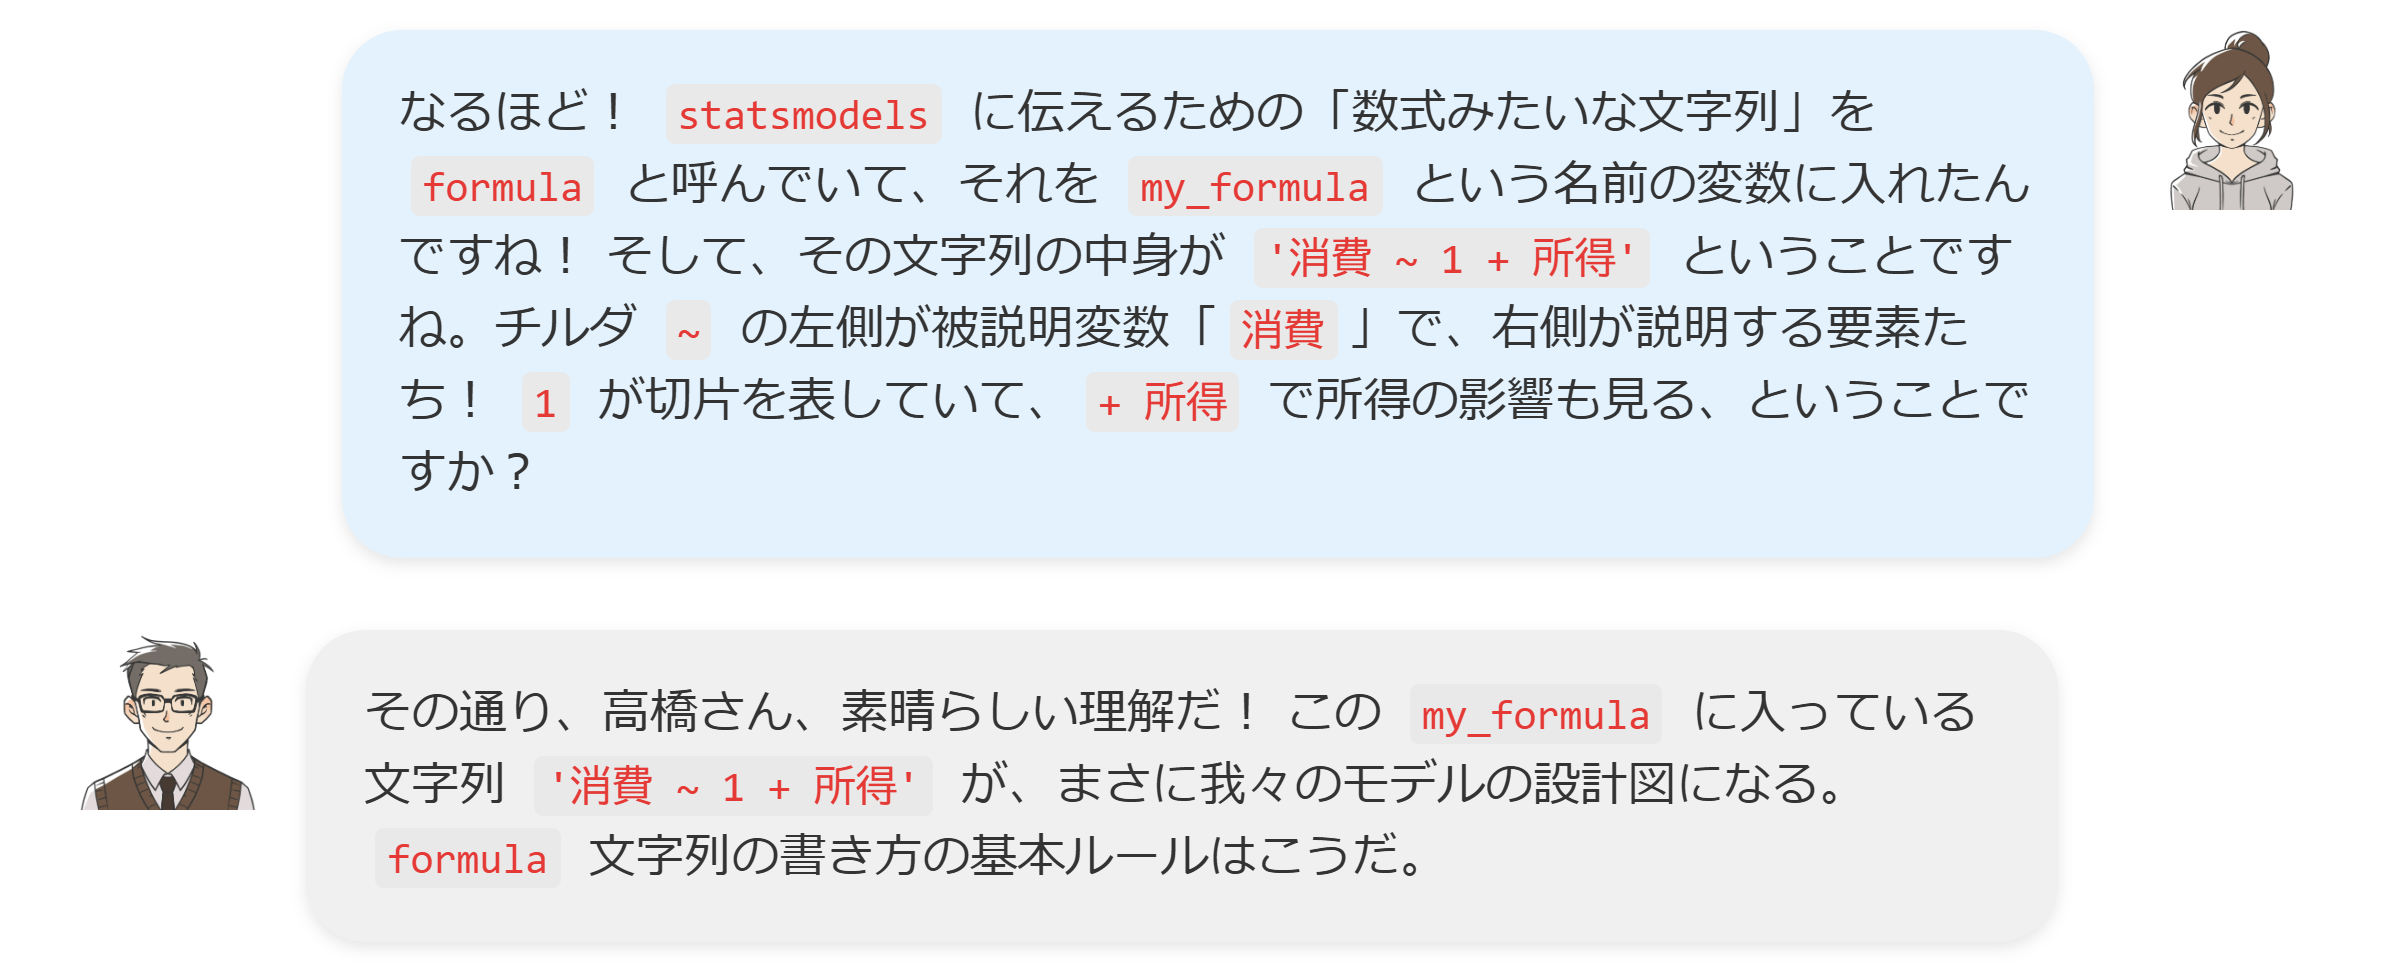 なるほど！ statsmodels に伝えるための「数式みたいな文字列」を
formula と呼んでいて、それを my_formula という名前の変数に入れたん
ですね！ そして、その文字列の中身が '消費 ~ 1 + 所得' ということです
ね。チルダ ~ の左側が被説明変数「 消費 」で、右側が説明する要素た
ち！ 1 が切片を表していて、 + 所得 で所得の影響も見る、ということで
すか？
その通り、高橋さん、素晴らしい理解だ！ この my_formula に入っている
文字列 '消費 ~ 1 + 所得' が、まさに我々のモデルの設計図になる。
formula 文字列の書き方の基本ルールはこうだ。